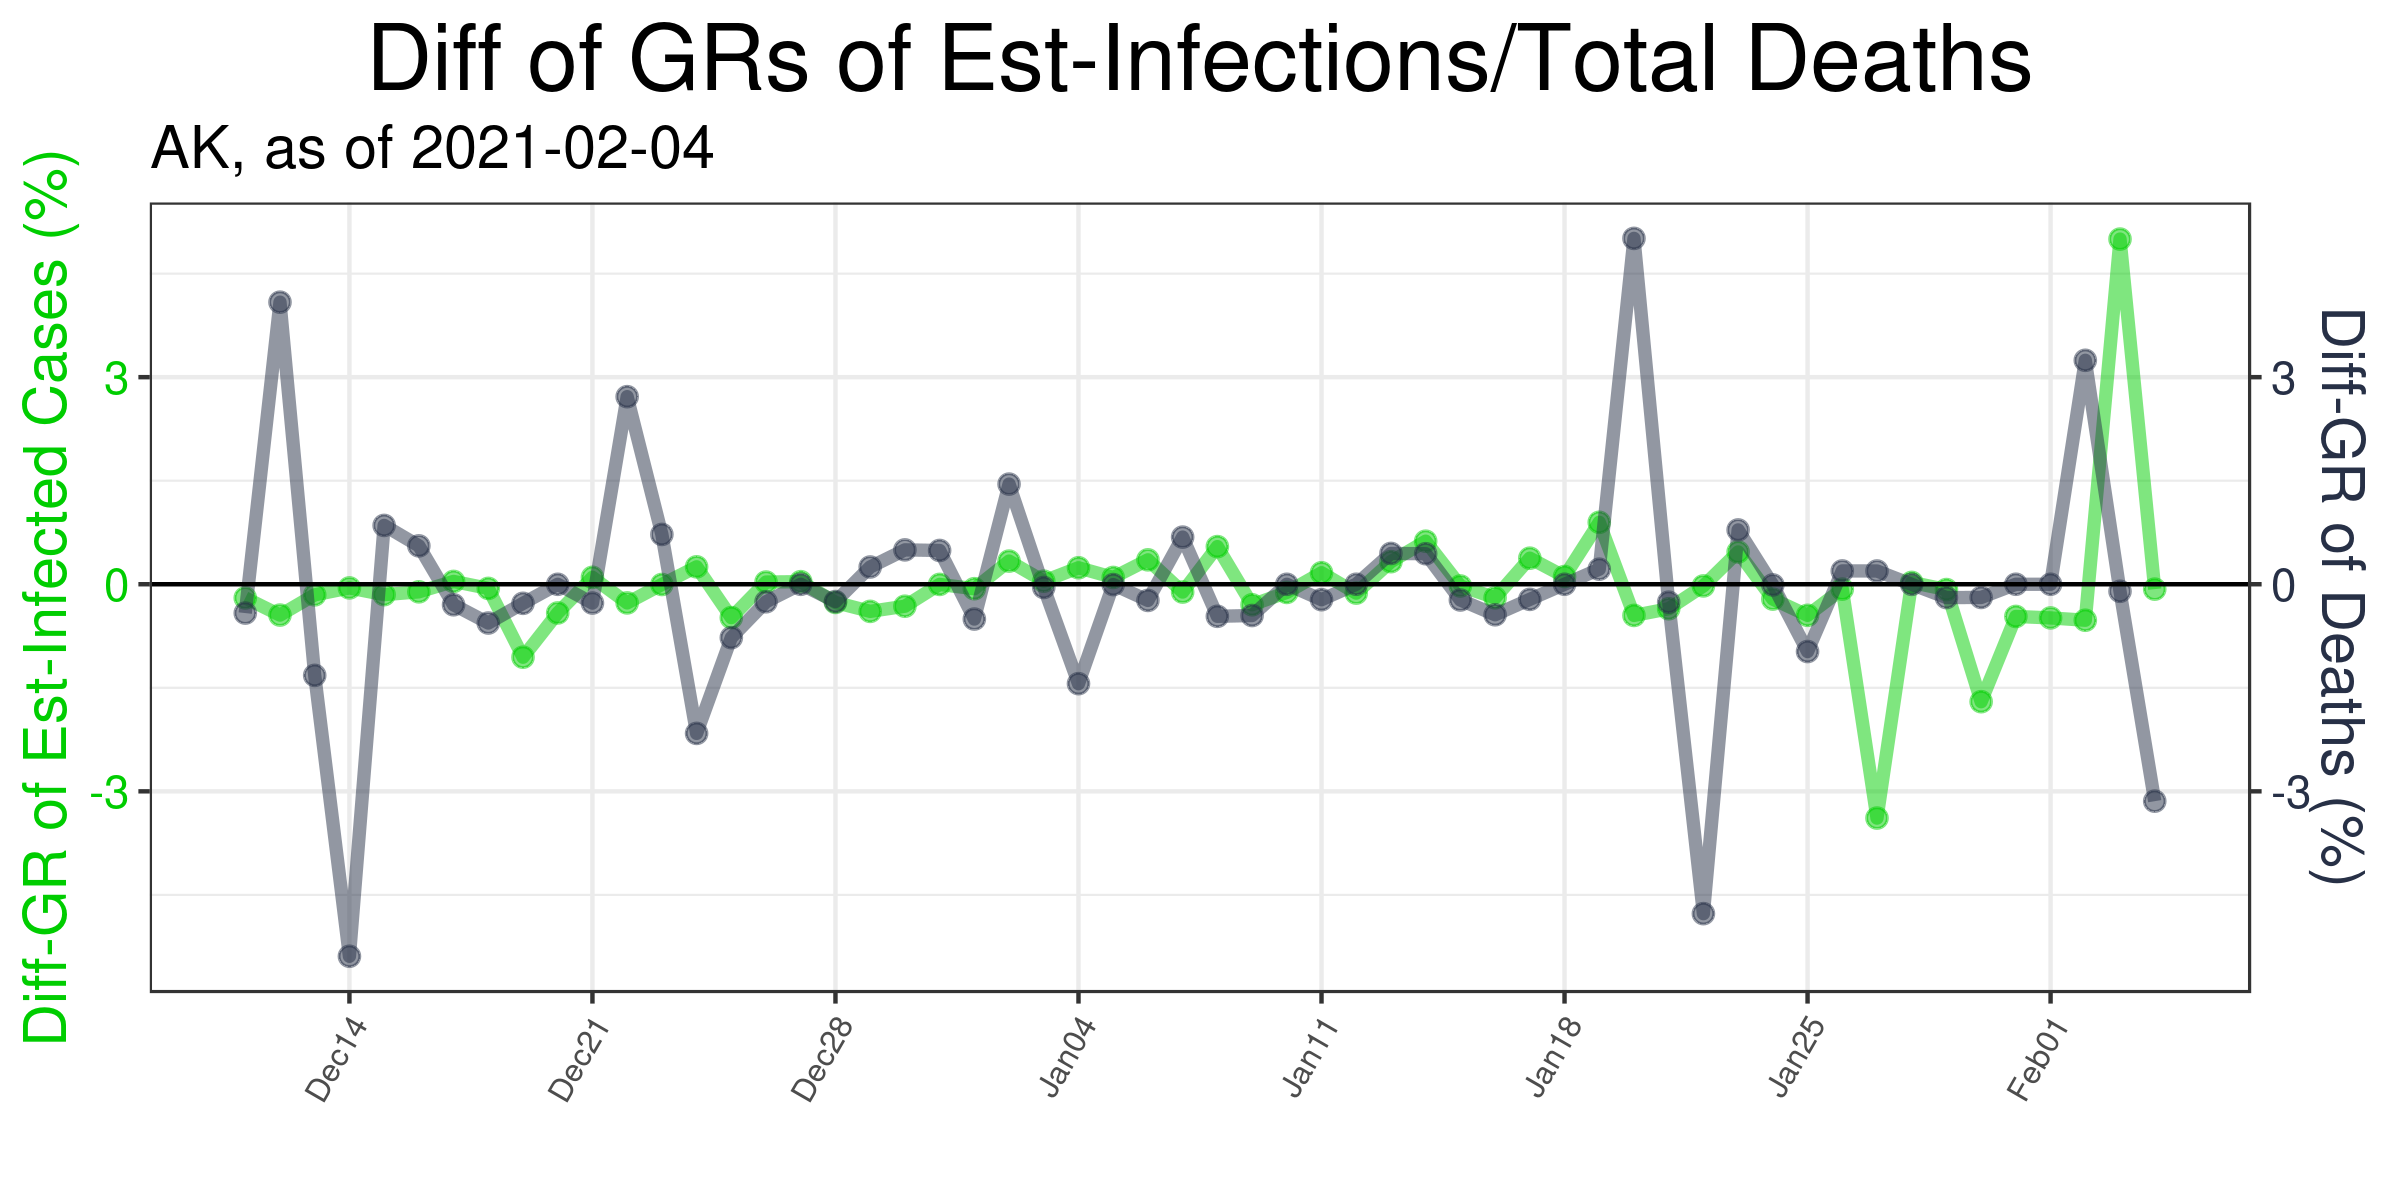 Diff of GRs of Est-Infections/Total Deaths
AK, as of 2021-02-04
Diff-GR of Est-Infected Cases (%)
3
0
-3
3
0
-3
Diff-GR of Deaths (%)
Dec14
Dec21
Dec28
Jan04
Jan11
Jan18
Jan25
Feb01